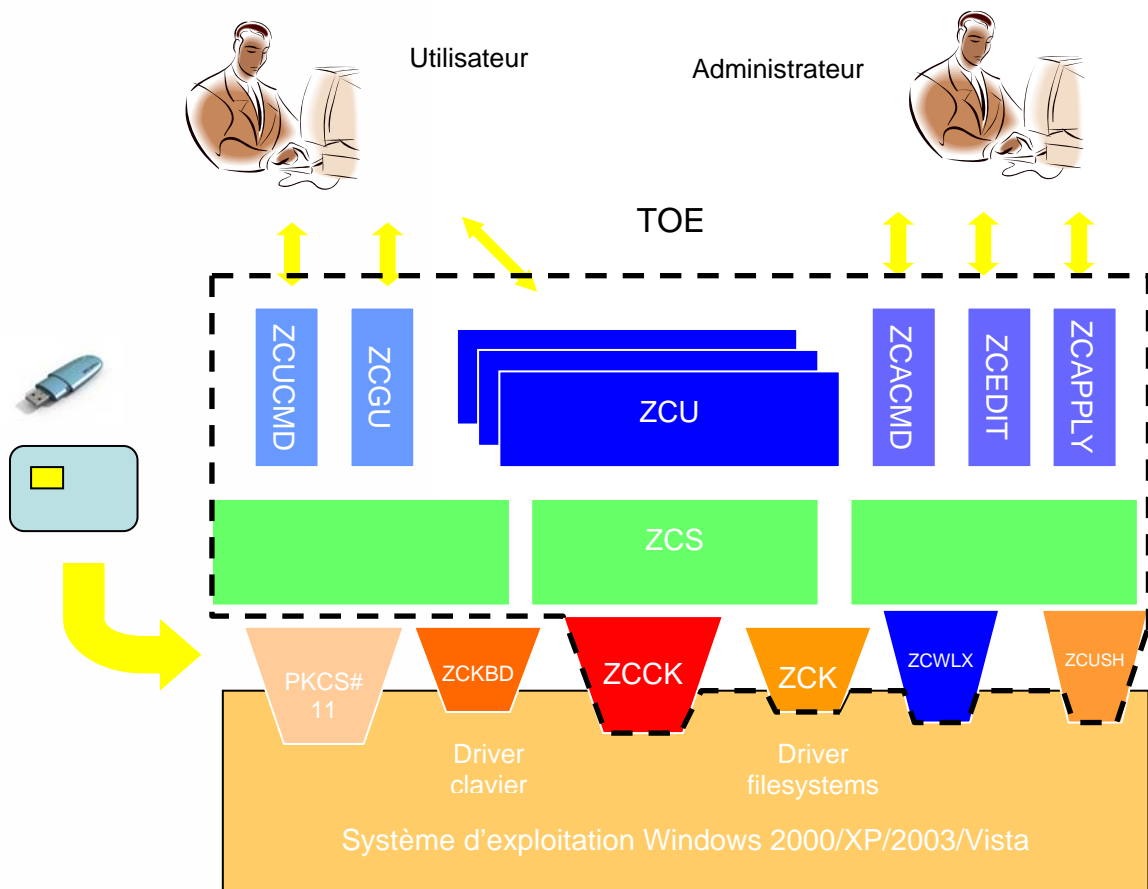 Utilisateur
Administrateur
TOE
ZCUCMD
ZCGU
ZCU
ZCACMD
ZCEDIT
ZCAPPLY
ZCS
PKCS#
11
ZCKBD
ZCCK
ZCK
ZCWLX
ZCUSH
Driver
clavier
Driver
filesystems
Système d'exploitation Windows 2000/XP/2003/Vista